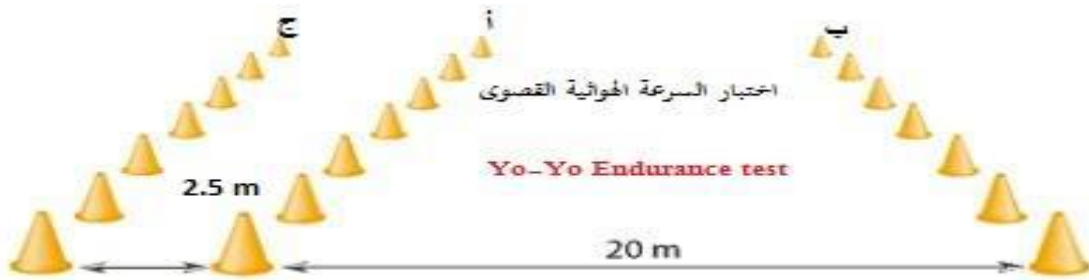 ج أ ب
اختبار السرعة الهوائية القصوى
Yo-Yo Endurance test
2.5 m
20 m